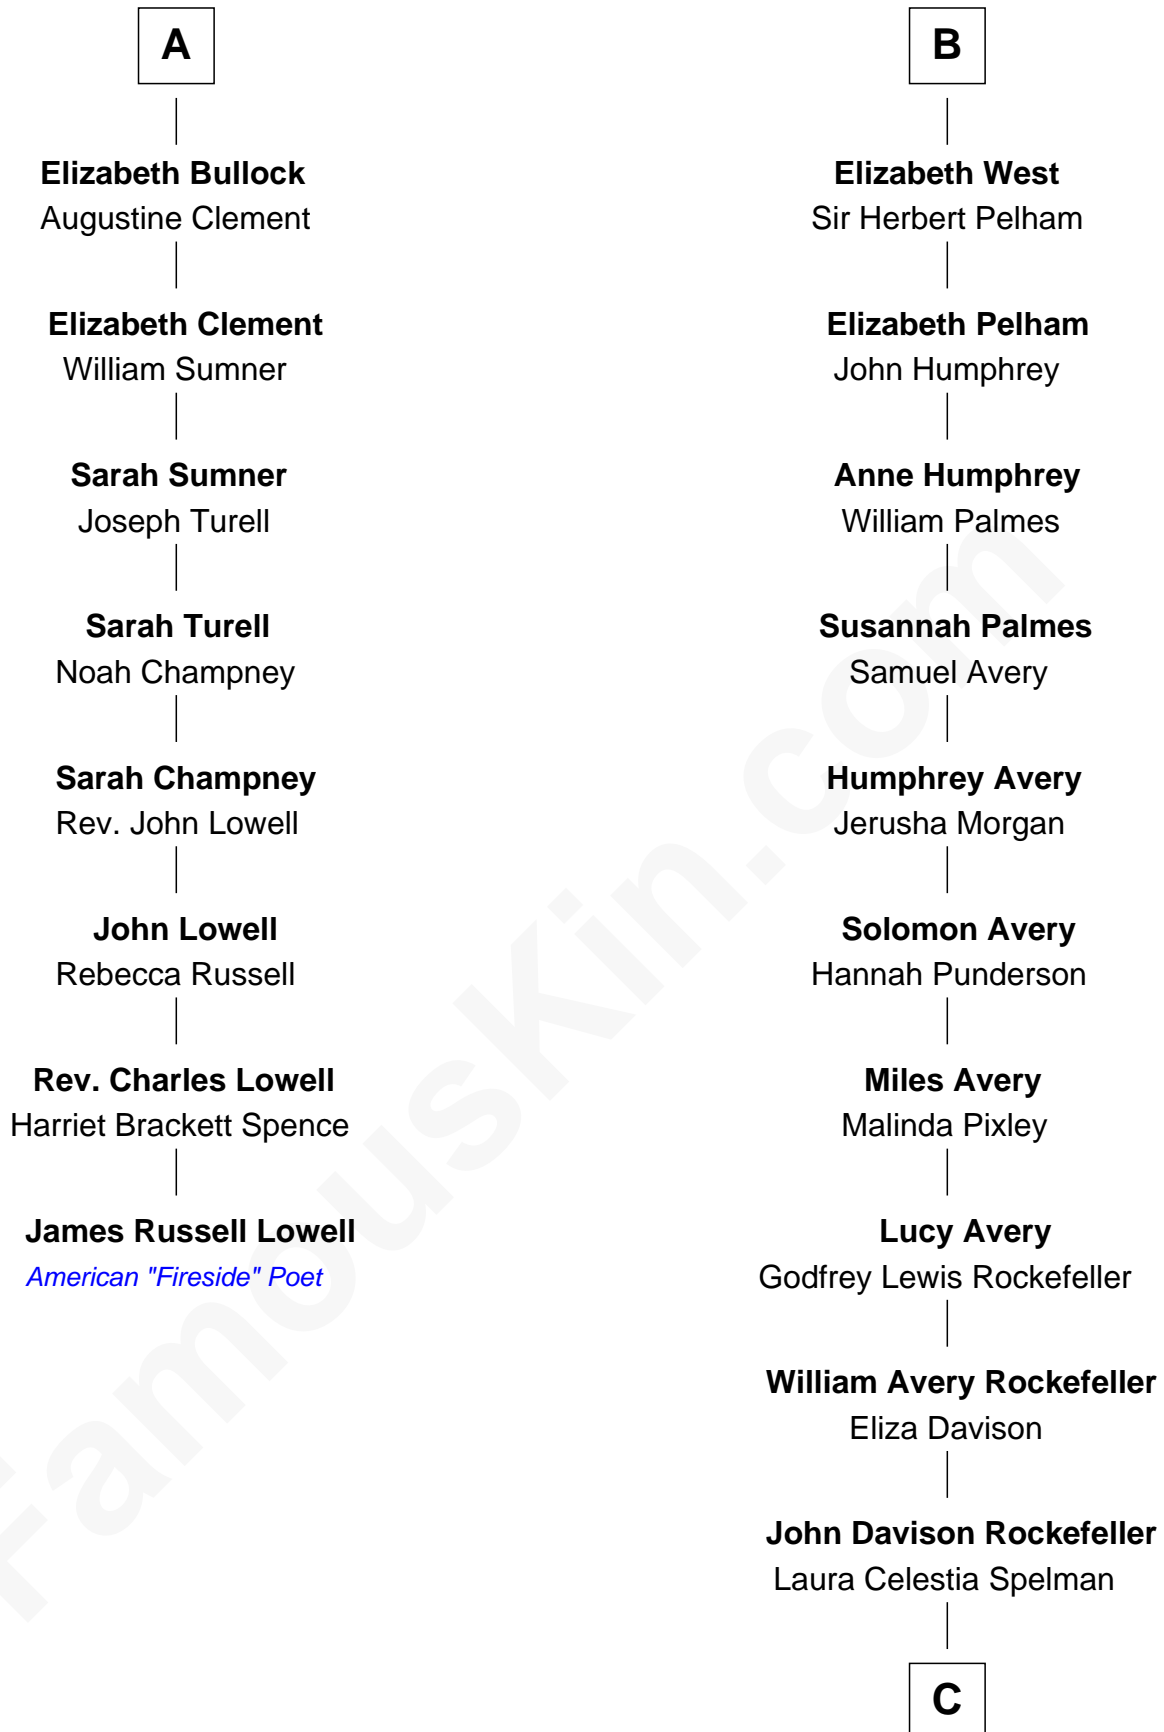 A
Elizabeth Bullock
Augustine Clement
Elizabeth Clement
William Sumner
Sarah Sumner
Joseph Turell
Sarah Turell
Noah Champney
Sarah Champney
Rev. John Lowell
John Lowell
Rebecca Russell
Rev. Charles Lowell
Harriet Brackett Spence
James Russell Lowell
American "Fireside" Poet
B
Elizabeth West
Sir Herbert Pelham
Elizabeth Pelham
John Humphrey
Anne Humphrey
William Palmes
Susannah Palmes
Samuel Avery
Humphrey Avery
Jerusha Morgan
Solomon Avery
Hannah Punderson
Miles Avery
Malinda Pixley
Lucy Avery
Godfrey Lewis Rockefeller
William Avery Rockefeller
Eliza Davison
John Davison Rockefeller
Laura Celestia Spelman
C
FamousKin.com